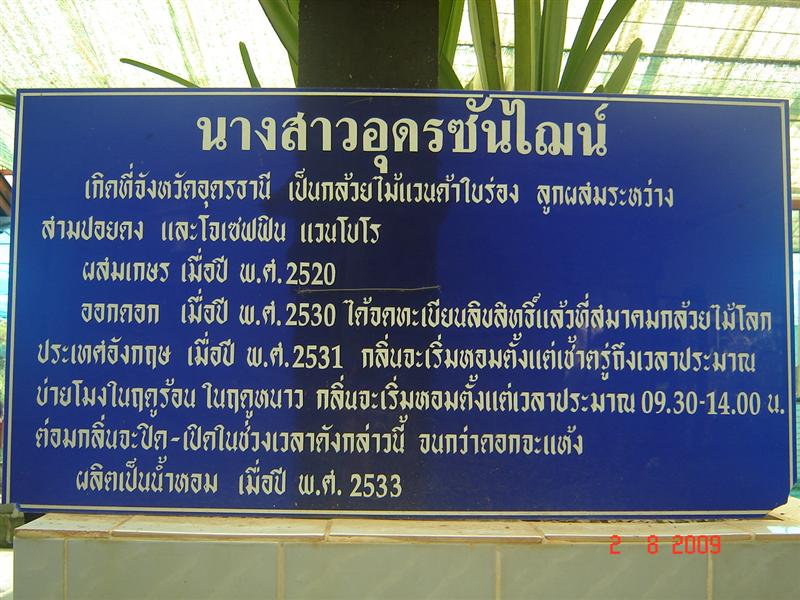 นางสาวอุดรซันไฌน์
เกิดที่จังหวัดอุดรธานี เป็นกล้วยไม้แวนด้าใบร่อง ลูกผสมระหว่าง
สามปอยดง และโจเซฟฟิน แวนโบโร
ผสมเกษร เมื่อปี พ.ศ.2520
ออกดอก เมื่อปี พ.ศ.2530 ได้จดทะเบียนลิขสิทธิ์แล้วที่สมาคมกล้วยไม้โลก
ประเทศอังกฤษ เมื่อปี พ.ศ.2531 กลิ่นจะเริ่มหอมตั้งแต่เช้าตรู่ถึงเวลาประมาณ
บ่ายโมงในฤดูร้อน ในฤดูหนาว กลิ่นจะเริ่มหอมตั้งแต่เวลาประมาณ 09.30-14.00 น.
ต่อมกลิ่นจะปิด-เปิดในช่วงเวลาดังกล่าวนี้ จนกว่าดอกจะแห้ง
ผลิตเป็นน้ำหอม เมื่อปี พ.ศ. 2533
2 8 2009